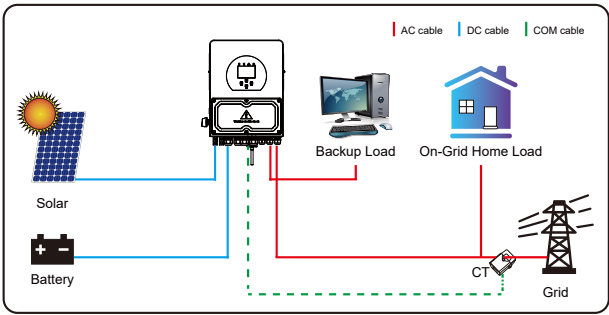 AC cable
DC cable
COM cable
Backup Load
On-Grid Home Load
Solar
Battery
CT
Grid